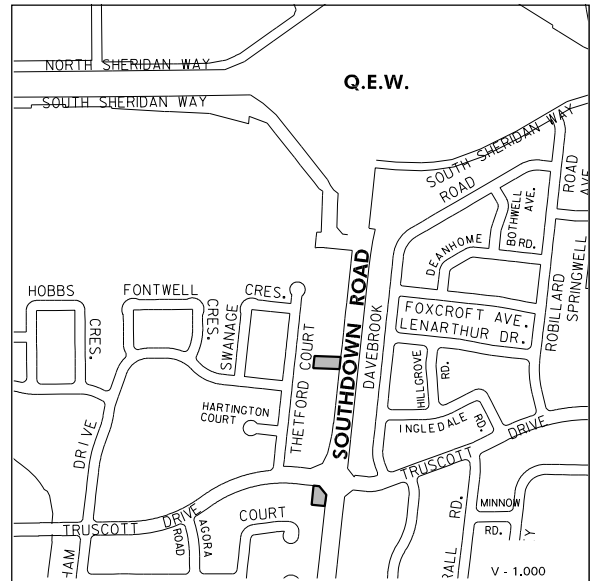 NORTH SHERIDAN WAY
Q.E.W.
SOUTH SHERIDAN WAY
SOUTH SHERIDAN WAY
ROAD
ROAD
AVE.
BOTHWELL AVE.
DEANHOME
RD.
SPRINGWELL
ROBILLARD
HOBBS
FONTWELL
CRES.
CRES.
CRES.
SWANAGE
THETFORD COURT
SOUTHDOWN ROAD
DAVEBROOK
FOXCROFT AVE.
LENARTHUR DR.
HILLGROVE
RD.
HARTINGTON
COURT
INGLEDALE
RD.
DRIVE
TRUSCOTT
DRIVE
TRUSCOTT
DRIVE
ROAD
AGORA
COURT
MINNOW
RD.
RD.
V - 1.000